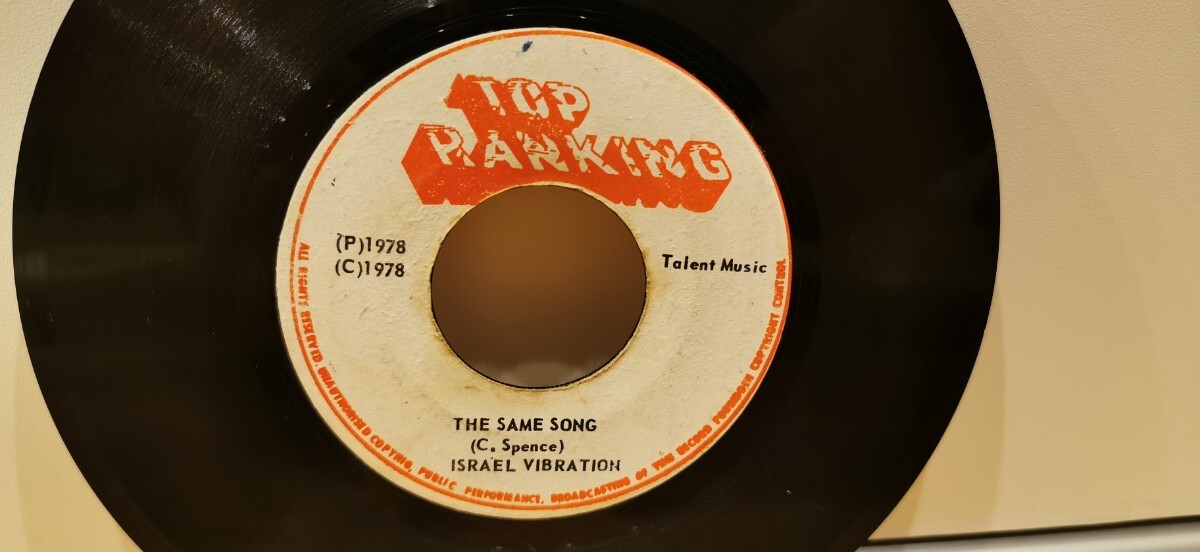 TOP
RANKING
(P)1978
(C)1978
Talent Music
THE SAME SONG
(C. Spence)
ISRAEL VIBRATION
ALL RIGHTS RESERVED. UNAUTHORISED COPYING, PUBLIC PERFORMANCE, BROADCASTING OF THIS RECORD FORBIDDEN COPYRIGHT CONTROL